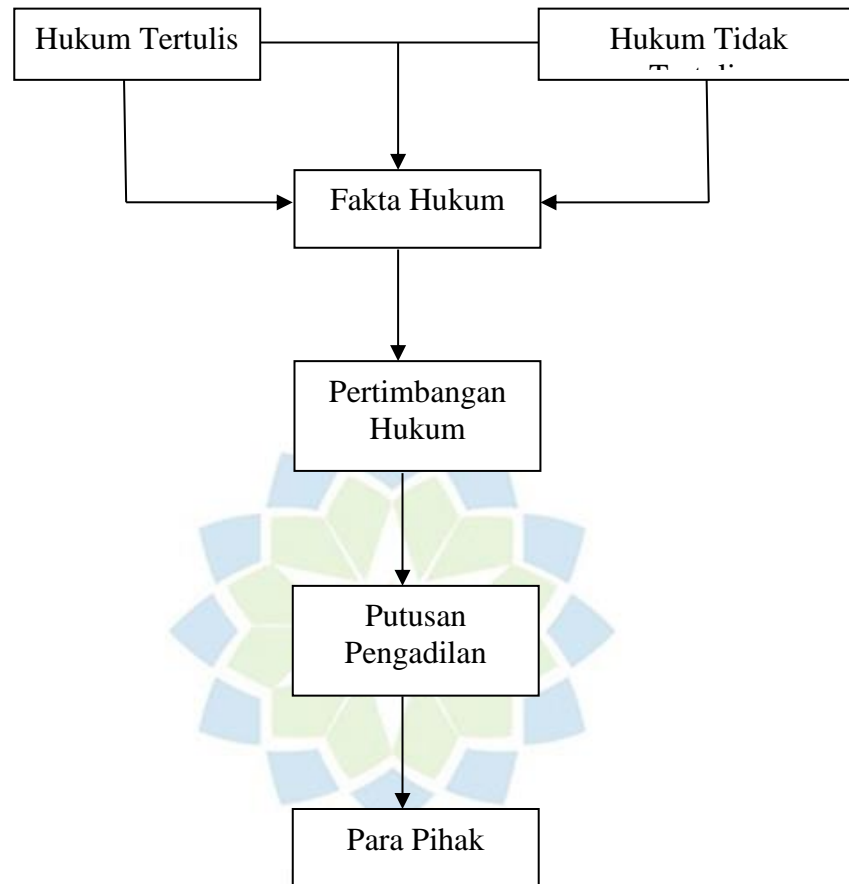 Hukum Tertulis
Hukum Tidak
Fakta Hukum
Pertimbangan
Hukum
Putusan
Pengadilan
Para Pihak